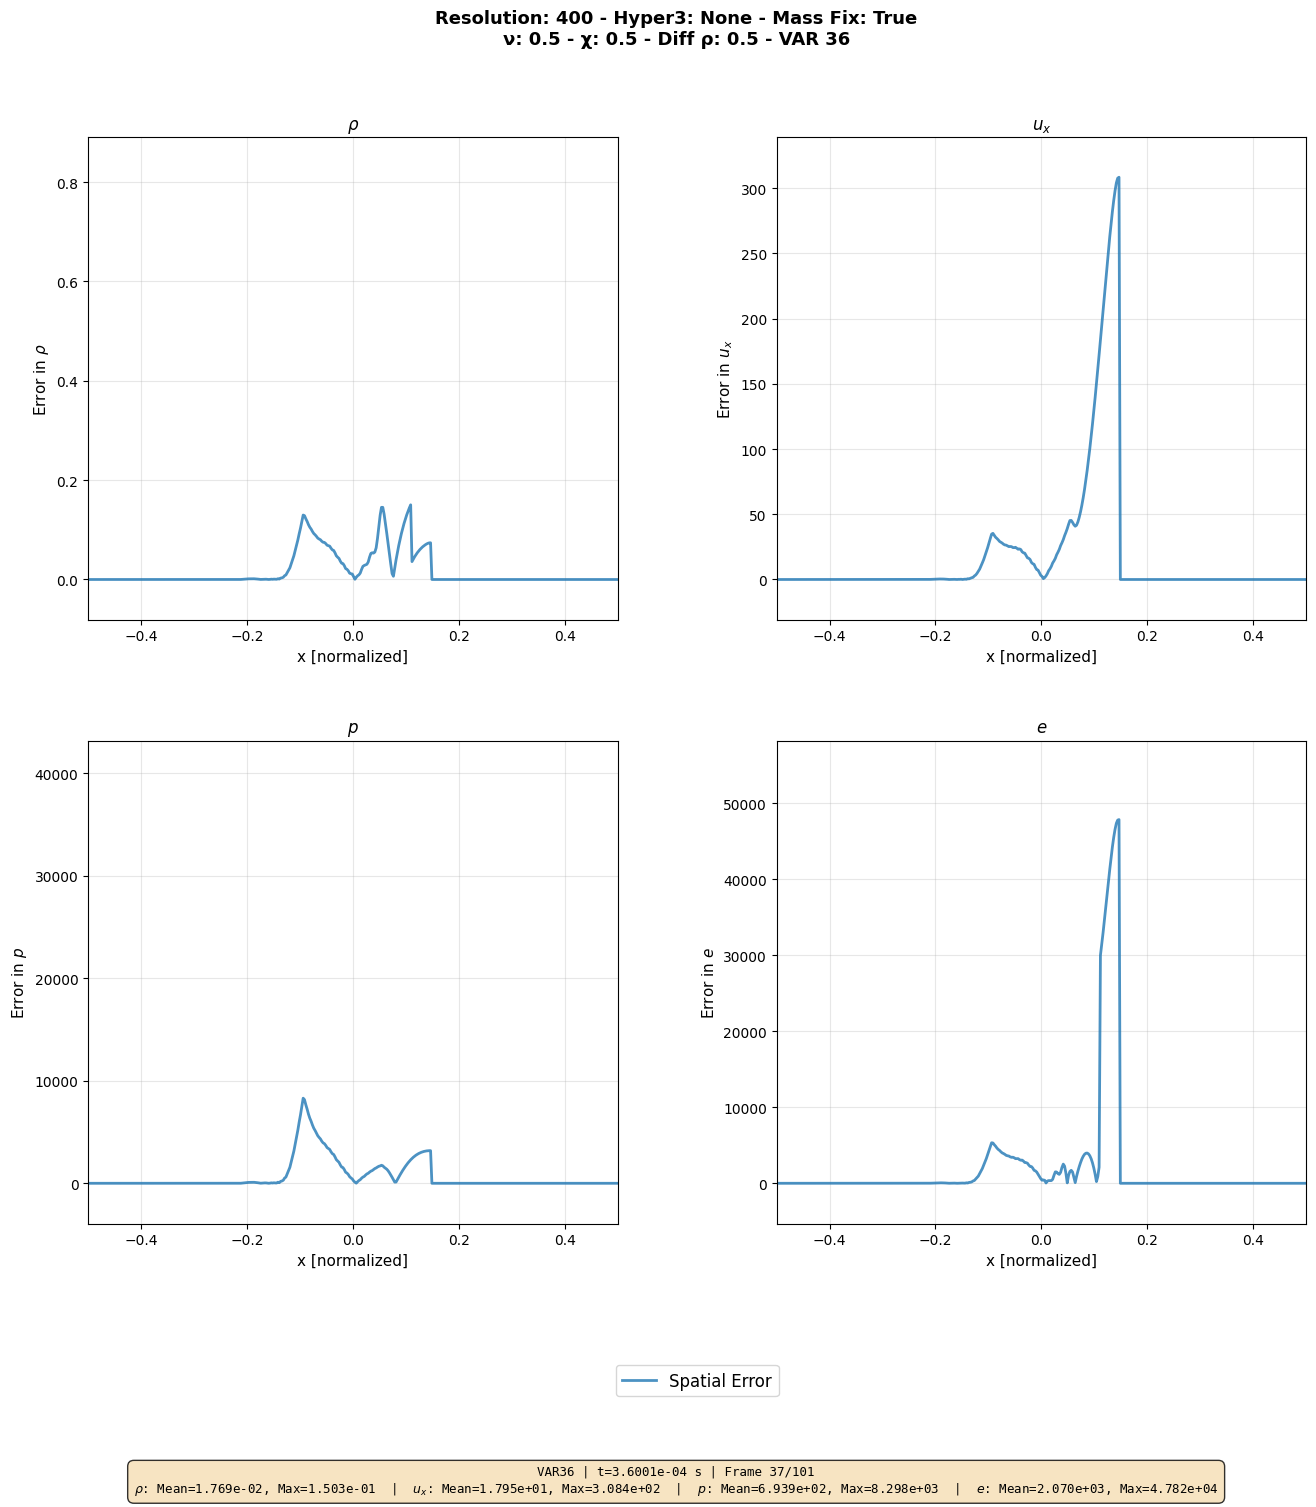 Resolution: 400 - Hyper3: None - Mass Fix: True
ν: 0.5 - χ: 0.5 - Diff ρ: 0.5 - VAR 36
ρ
Error in ρ
0.8
0.6
0.4
0.2
0.0
−0.4 −0.2 0.0 0.2 0.4
x [normalized]
u_x
Error in u_x
300
250
200
150
100
50
0
−0.4 −0.2 0.0 0.2 0.4
x [normalized]
p
Error in p
40000
30000
20000
10000
0
−0.4 −0.2 0.0 0.2 0.4
x [normalized]
e
Error in e
50000
40000
30000
20000
10000
0
−0.4 −0.2 0.0 0.2 0.4
x [normalized]
Spatial Error
VAR36 | t=3.6001e-04 s | Frame 37/101
ρ: Mean=1.769e-02, Max=1.503e-01 | u_x: Mean=1.795e+01, Max=3.084e+02 | p: Mean=6.939e+02, Max=8.298e+03 | e: Mean=2.070e+03, Max=4.782e+04